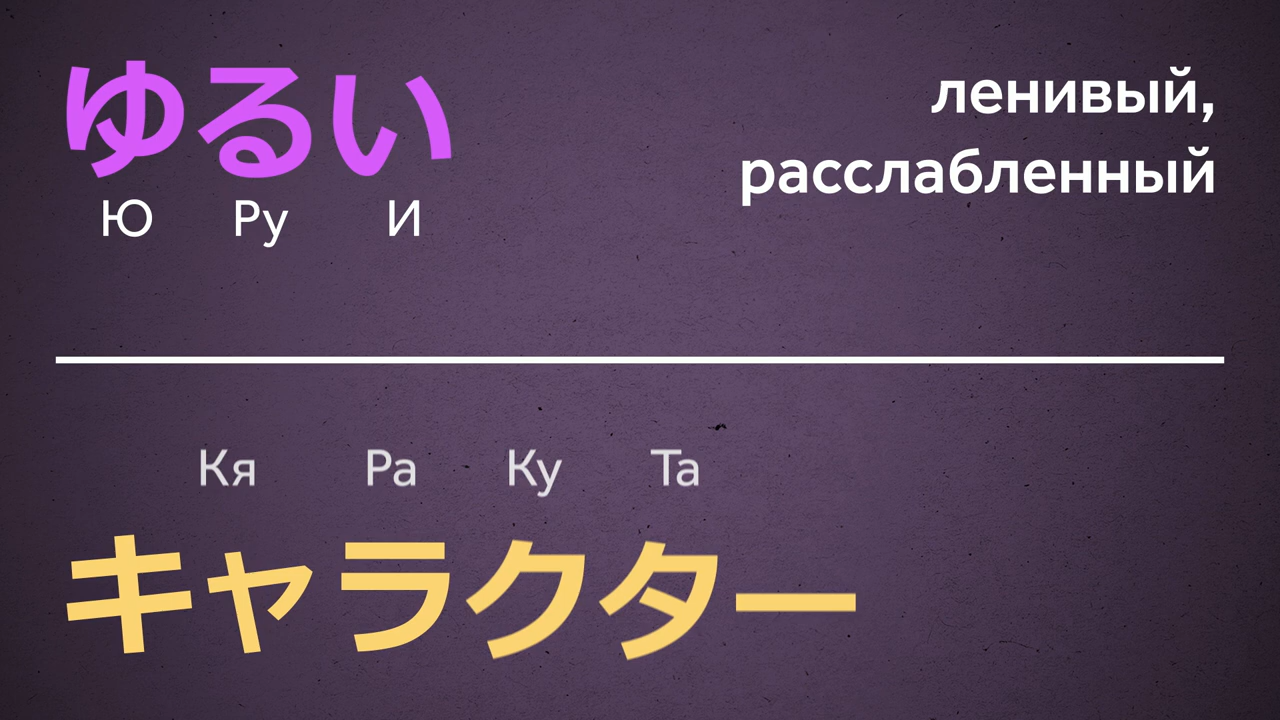 ゆるい
Ю Ру И
ленивый,
расслабленный
Кя Ра Ку Та
キャラクター